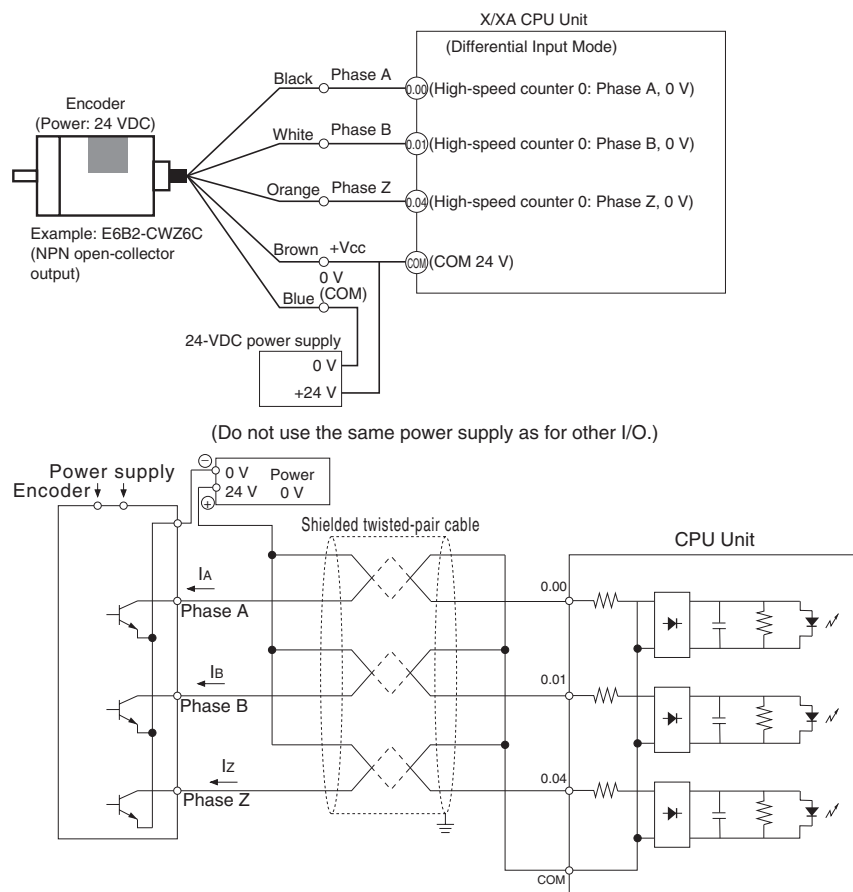 X/XA CPU Unit
(Differential Input Mode)
Encoder
(Power: 24 VDC)
Black Phase A 0.00 (High-speed counter 0: Phase A, 0 V)
White Phase B 0.01 (High-speed counter 0: Phase B, 0 V)
Orange Phase Z 0.04 (High-speed counter 0: Phase Z, 0 V)
Example: E6B2-CWZ6C
(NPN open-collector
output)
Brown +Vcc COM (COM 24 V)
0 V
Blue (COM)
24-VDC power supply
0 V
+24 V
(Do not use the same power supply as for other I/O.)
Power supply
Encoder
0 V Power
24 V 0 V
Shielded twisted-pair cable
CPU Unit
IA
Phase A
0.00
IB
Phase B
0.01
IZ
Phase Z
0.04
COM